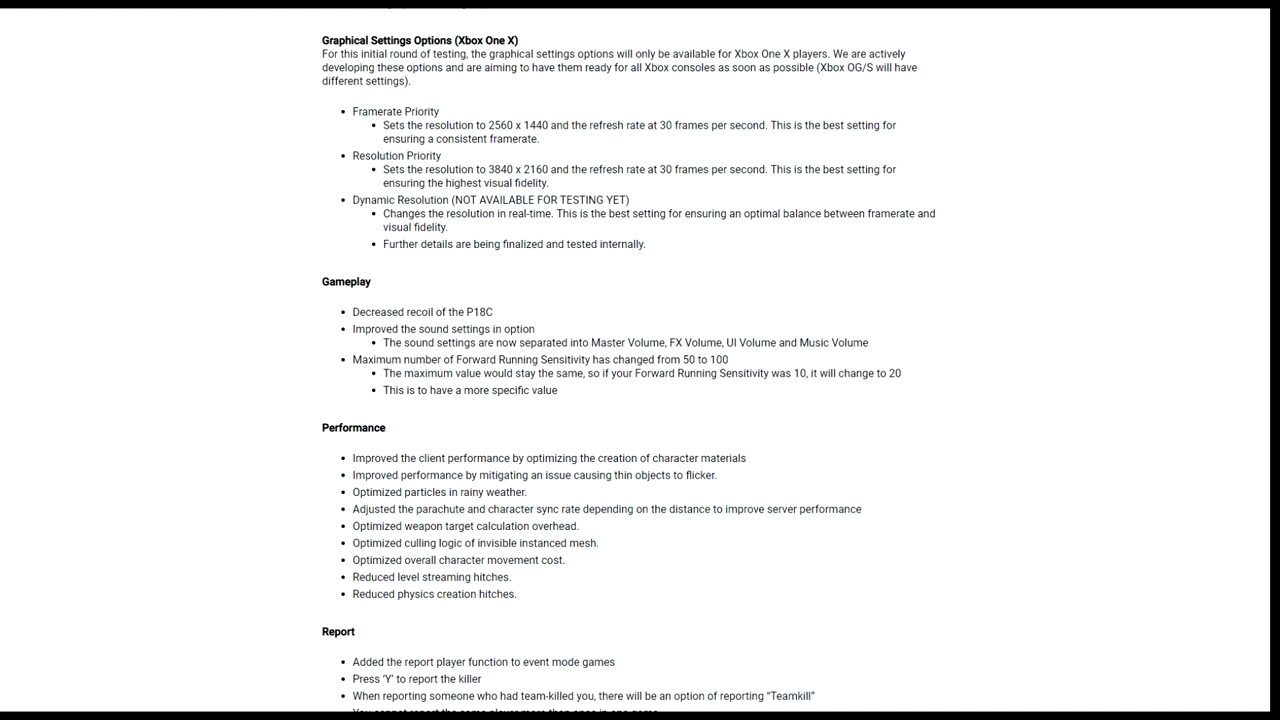 Graphical Settings Options (Xbox One X)
For this initial round of testing, the graphical settings options will only be available for Xbox One X players. We are actively
developing these options and are aiming to have them ready for all Xbox consoles as soon as possible (Xbox OG/S will have
different settings).
• Framerate Priority
• Sets the resolution to 2560 x 1440 and the refresh rate at 30 frames per second. This is the best setting for
ensuring a consistent framerate.
• Resolution Priority
• Sets the resolution to 3840 x 2160 and the refresh rate at 30 frames per second. This is the best setting for
ensuring the highest visual fidelity.
• Dynamic Resolution (NOT AVAILABLE FOR TESTING YET)
• Changes the resolution in real-time. This is the best setting for ensuring an optimal balance between framerate and
visual fidelity.
• Further details are being finalized and tested internally.
Gameplay
• Decreased recoil of the P18C
• Improved the sound settings in option
• The sound settings are now separated into Master Volume, FX Volume, UI Volume and Music Volume
• Maximum number of Forward Running Sensitivity has changed from 50 to 100
• The maximum value would stay the same, so if your Forward Running Sensitivity was 10, it will change to 20
• This is to have a more specific value
Performance
• Improved the client performance by optimizing the creation of character materials
• Improved performance by mitigating an issue causing thin objects to flicker.
• Optimized particles in rainy weather.
• Adjusted the parachute and character sync rate depending on the distance to improve server performance
• Optimized weapon target calculation overhead.
• Optimized culling logic of invisible instanced mesh.
• Optimized overall character movement cost.
• Reduced level streaming hitches.
• Reduced physics creation hitches.
Report
• Added the report player function to event mode games
• Press ‘Y’ to report the killer
• When reporting someone who had team-killed you, there will be an option of reporting “Teamkill”
• You cannot report the same player more than once in one game